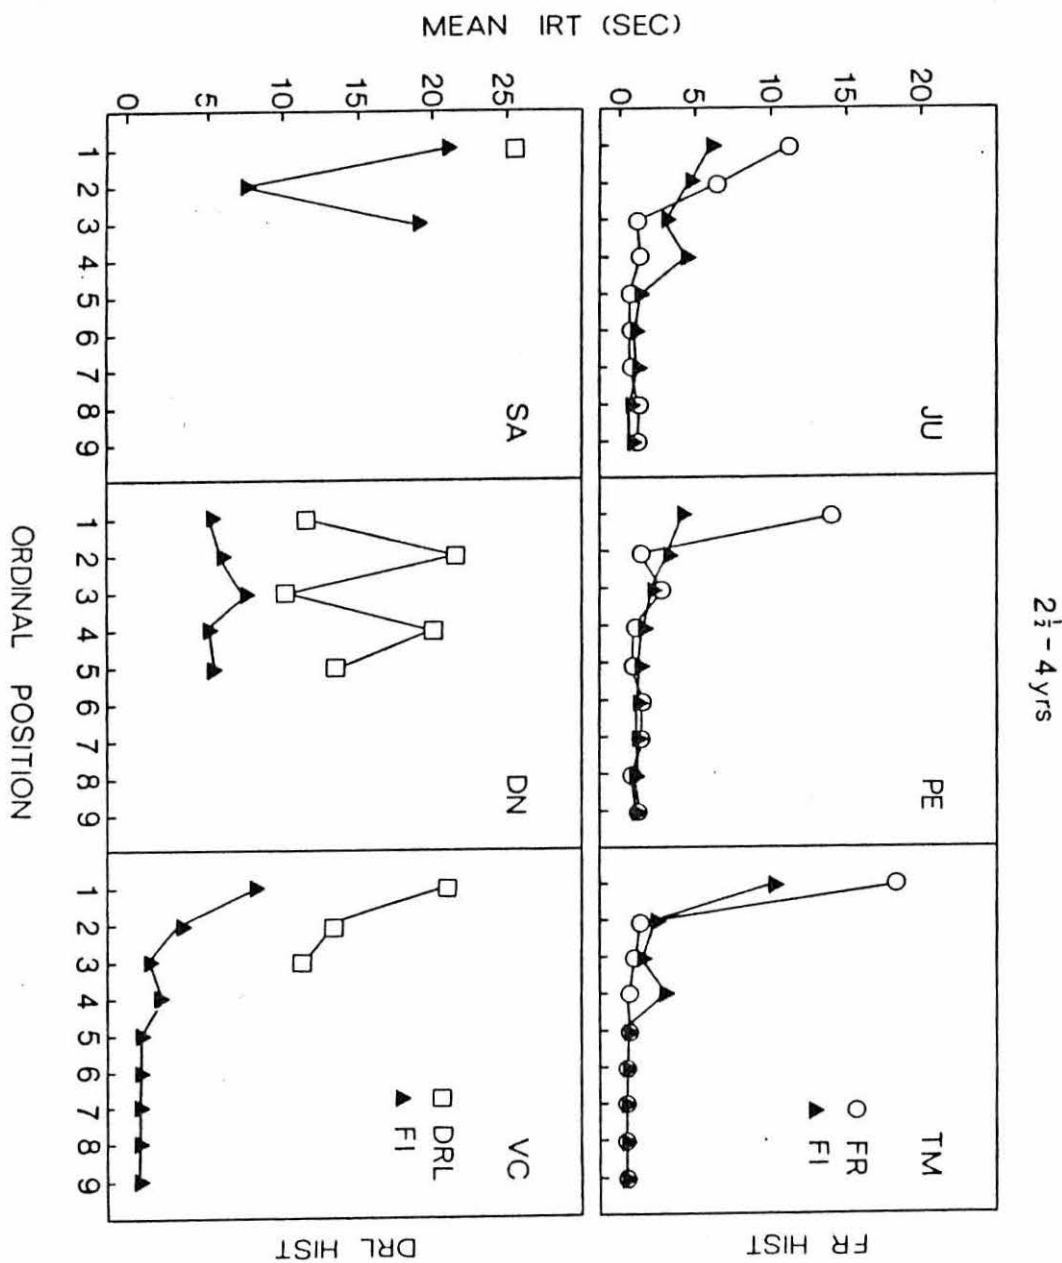 2½ - 4 yrs
MEAN IRT (SEC)
20
15
10
5
0
JU
PE
TM
FR
FI
FR HIST
25
20
15
10
5
0
SA
DN
VC
DRL
FI
DRL HIST
1 2 3 4 5 6 7 8 9
1 2 3 4 5 6 7 8 9
1 2 3 4 5 6 7 8 9
ORDINAL POSITION